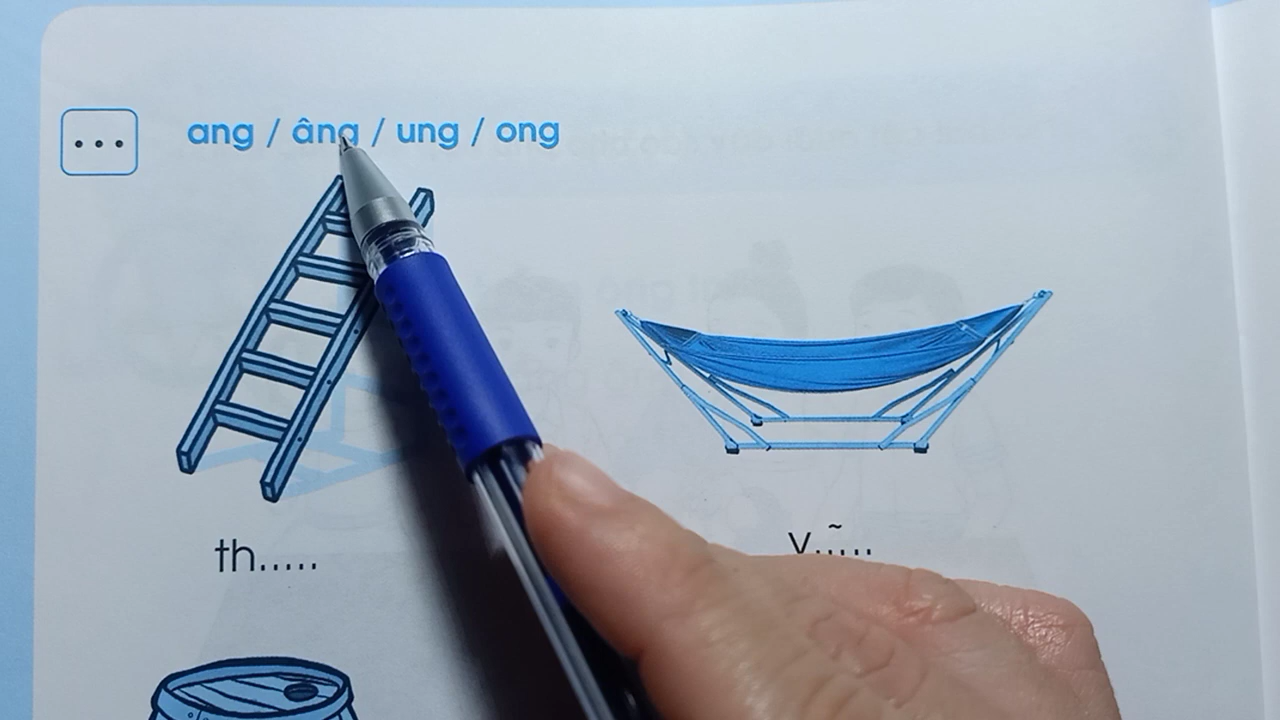 ... ang / âng / ung / ong
th.....
v..~...